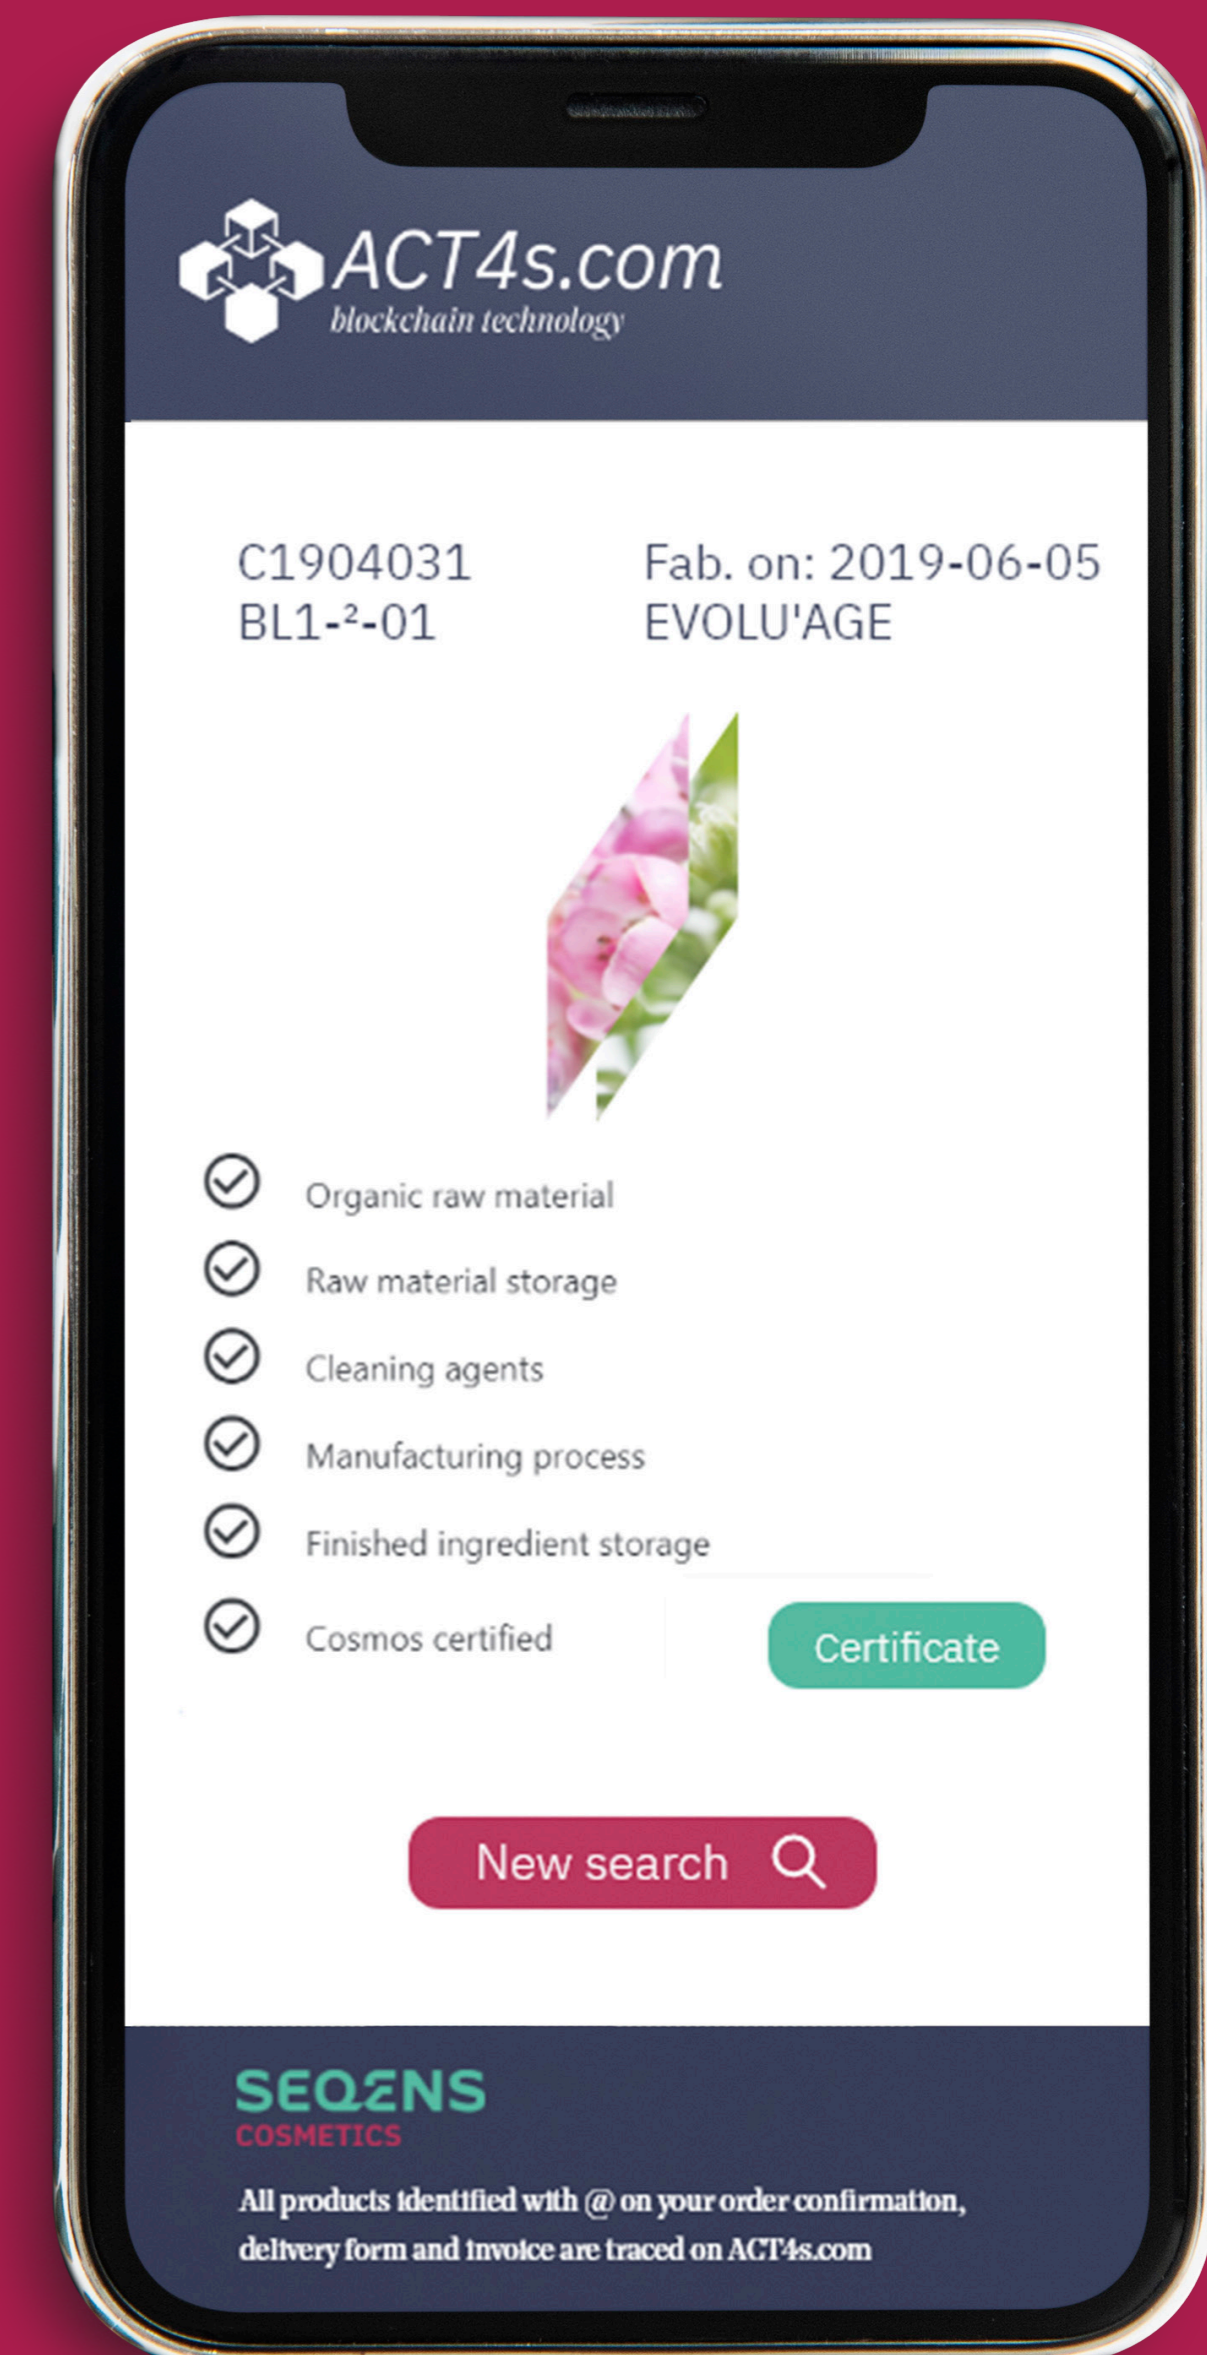 ACT4s.com
blockchain technology
C1904031
Fab. on: 2019-06-05
BL1-²-01
EVOLU'AGE
Organic raw material
Raw material storage
Cleaning agents
Manufacturing process
Finished ingredient storage
Cosmos certified
Certificate
New search
SEQENS
COSMETICS
All products identified with @ on your order confirmation,
delivery form and invoice are traced on ACT4s.com